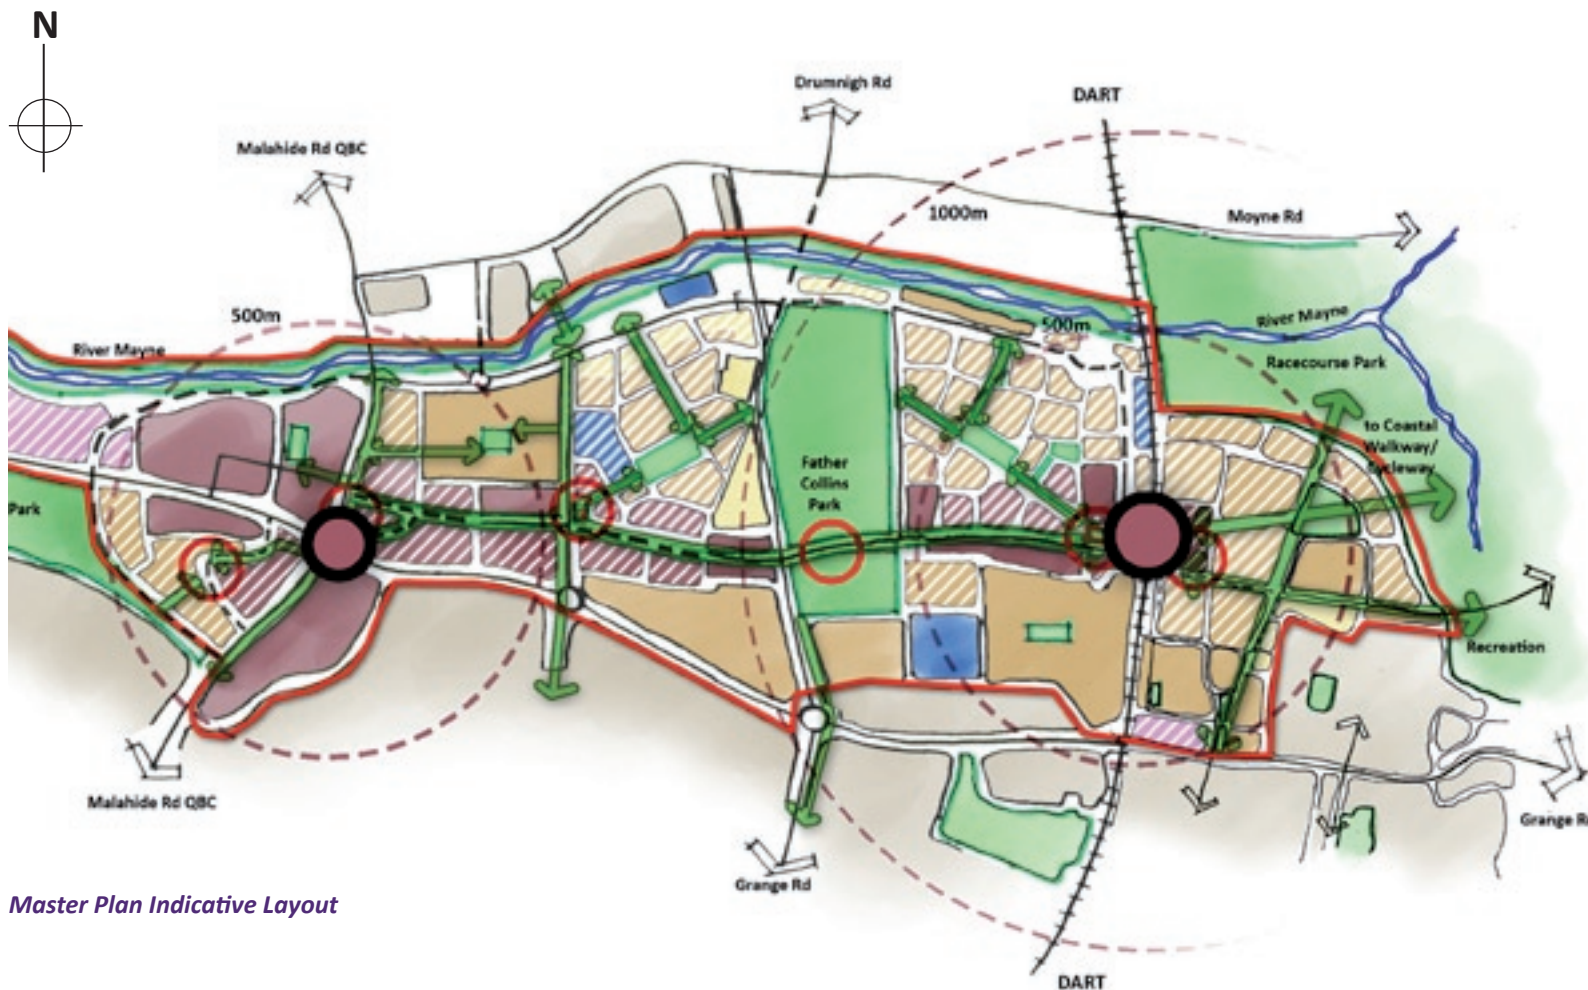 N
Drumnigh Rd
DART
Malahide Rd QBC
1000m
Moyne Rd
500m
500m
River Mayne
River Mayne
Racecourse Park
to Coastal
Walkway/
Cycleway
Father
Collins
Park
Park
Recreation
Malahide Rd QBC
Grange
Grange Rd
Master Plan Indicative Layout
DART